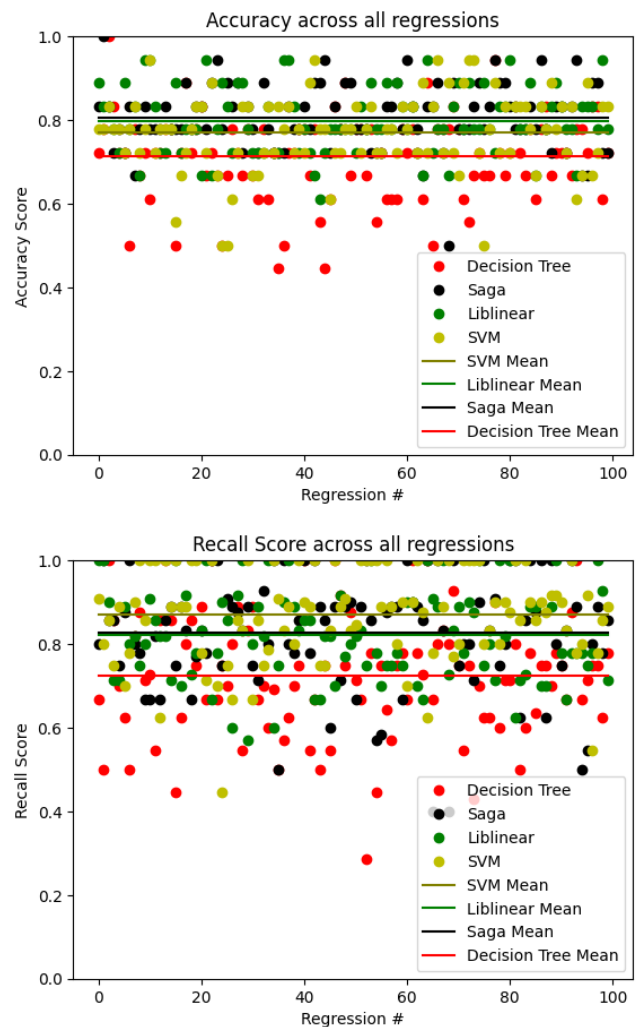 Accuracy across all regressions
1.0
0.8
0.6
0.4
0.2
0.0
Accuracy Score
Decision Tree
Saga
Liblinear
SVM
SVM Mean
Liblinear Mean
Saga Mean
Decision Tree Mean
0 20 40 60 80 100
Regression #
Recall Score across all regressions
1.0
0.8
0.6
0.4
0.2
0.0
Recall Score
Decision Tree
Saga
Liblinear
SVM
SVM Mean
Liblinear Mean
Saga Mean
Decision Tree Mean
0 20 40 60 80 100
Regression #